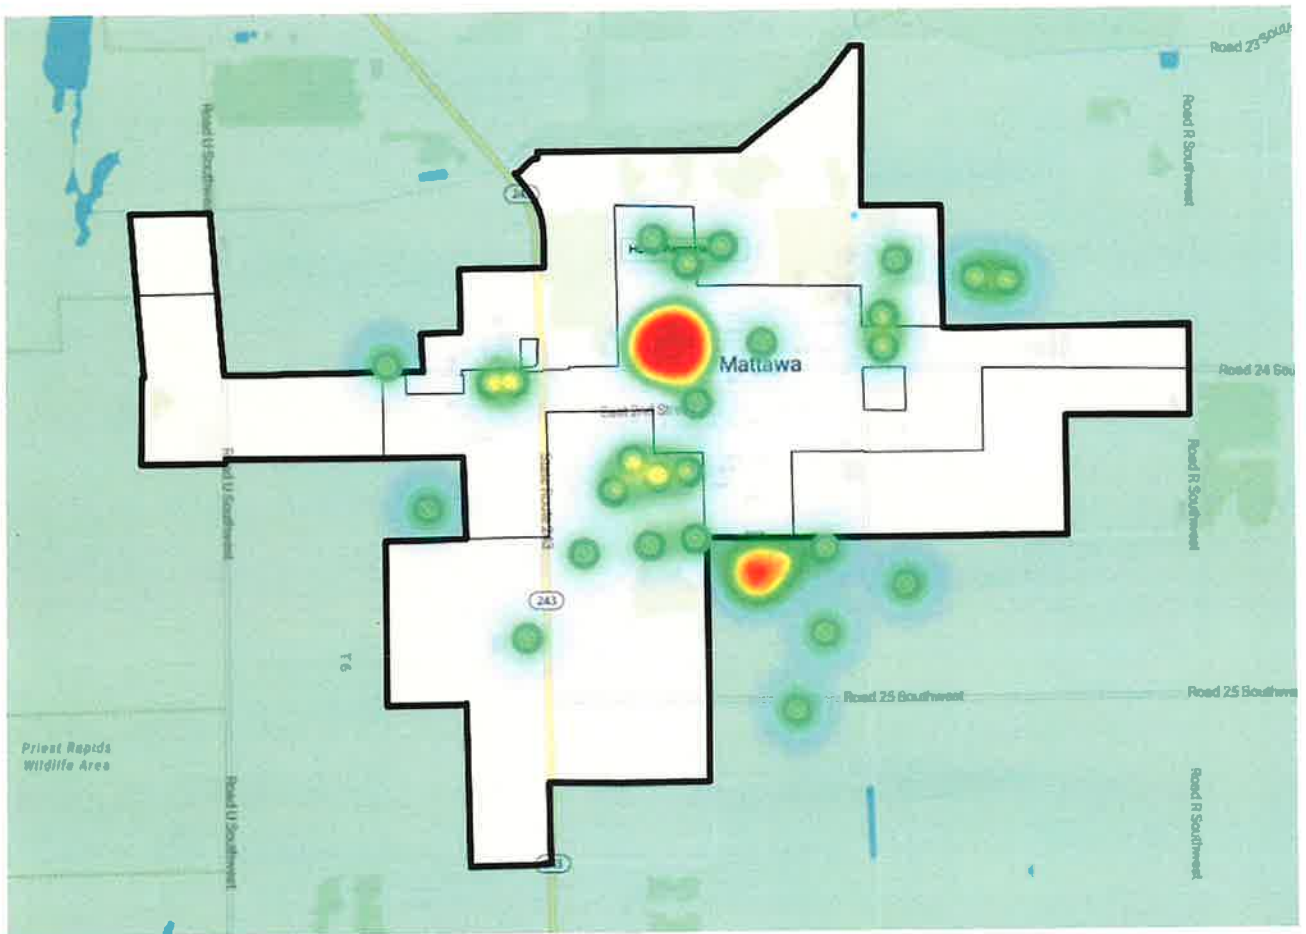 Road 23 South
Road U Southwest
Road R Southwest
Mattawa
Road 24 Sou
East 2nd Str
Road U Southwest
State Route 243
Road R Southwest
243
T 6
Road 25 Southwest
Road 25 Southwe
Priest Rapids
Wildlife Area
Road U Southwest
Road R Southwest